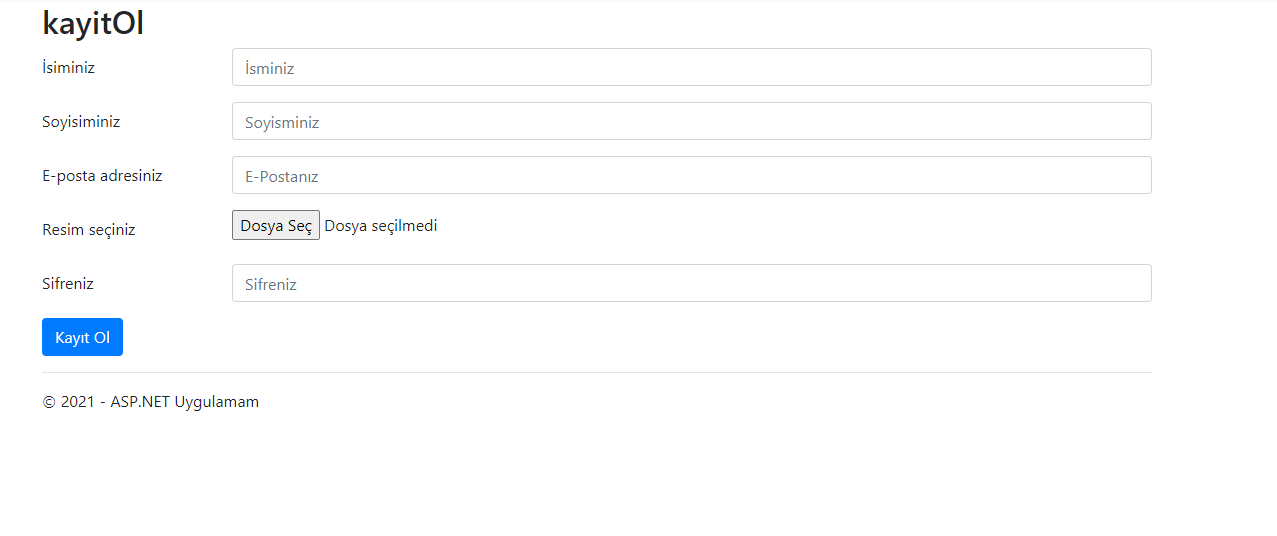 kayitOl
İsiminiz İsminiz
Soyisiminiz Soyisminiz
E-posta adresiniz E-Postanız
Resim seçiniz Dosya Seç Dosya seçilmedi
Sifreniz Sifreniz
Kayıt Ol
© 2021 - ASP.NET Uygulamam